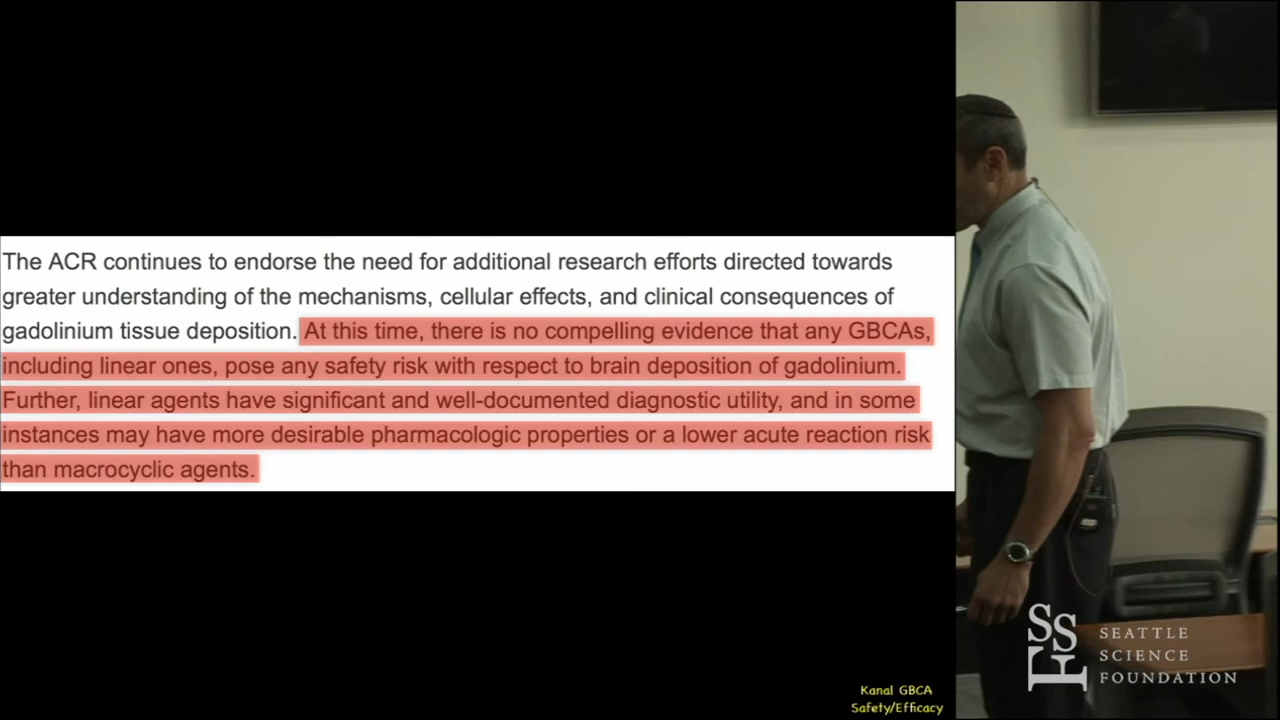 The ACR continues to endorse the need for additional research efforts directed towards
greater understanding of the mechanisms, cellular effects, and clinical consequences of
gadolinium tissue deposition. At this time, there is no compelling evidence that any GBCAs,
including linear ones, pose any safety risk with respect to brain deposition of gadolinium.
Further, linear agents have significant and well-documented diagnostic utility, and in some
instances may have more desirable pharmacologic properties or a lower acute reaction risk
than macrocyclic agents.
Kanal GBCA
Safety/Efficacy
SSF
SEATTLE
SCIENCE
FOUNDATION